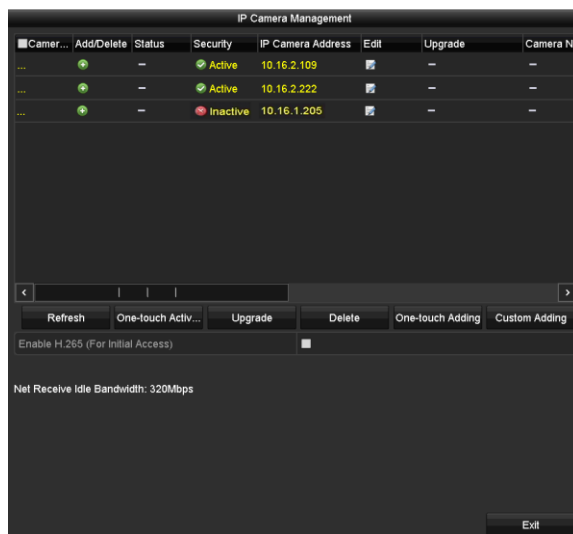 IP Camera Management
Camer... Add/Delete Status Security IP Camera Address Edit Upgrade Camera N
... – Active 10.16.2.109 – –
... – Active 10.16.2.222 – –
... – Inactive 10.16.1.205 – –
Refresh One-touch Activ... Upgrade Delete One-touch Adding Custom Adding
Enable H.265 (For Initial Access)
Net Receive Idle Bandwidth: 320Mbps
Exit